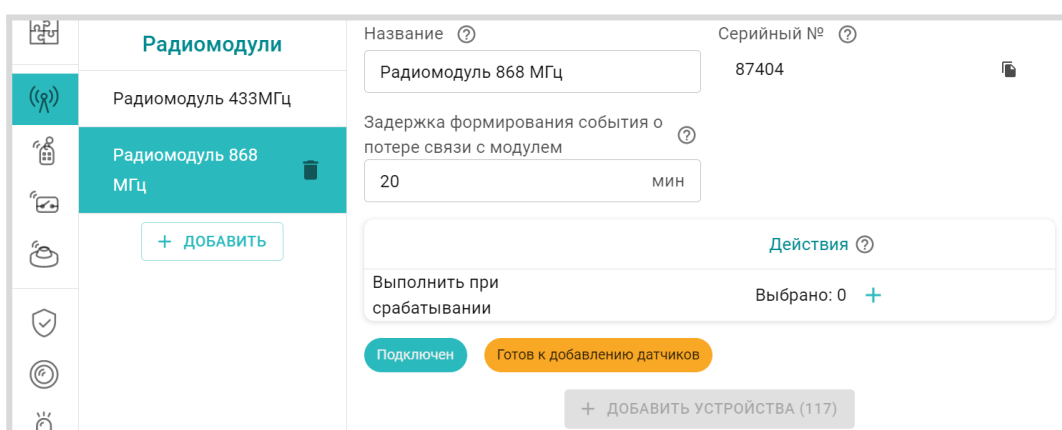 Радиомодули
Радиомодуль 433МГц
Радиомодуль 868
МГц
+ ДОБАВИТЬ
Название
Радиомодуль 868 МГц
Серийный №
87404
Задержка формирования события о
потере связи с модулем
20 мин
Действия
Выполнить при
срабатывании
Выбрано: 0 +
Подключен
Готов к добавлению датчиков
+ ДОБАВИТЬ УСТРОЙСТВА (117)